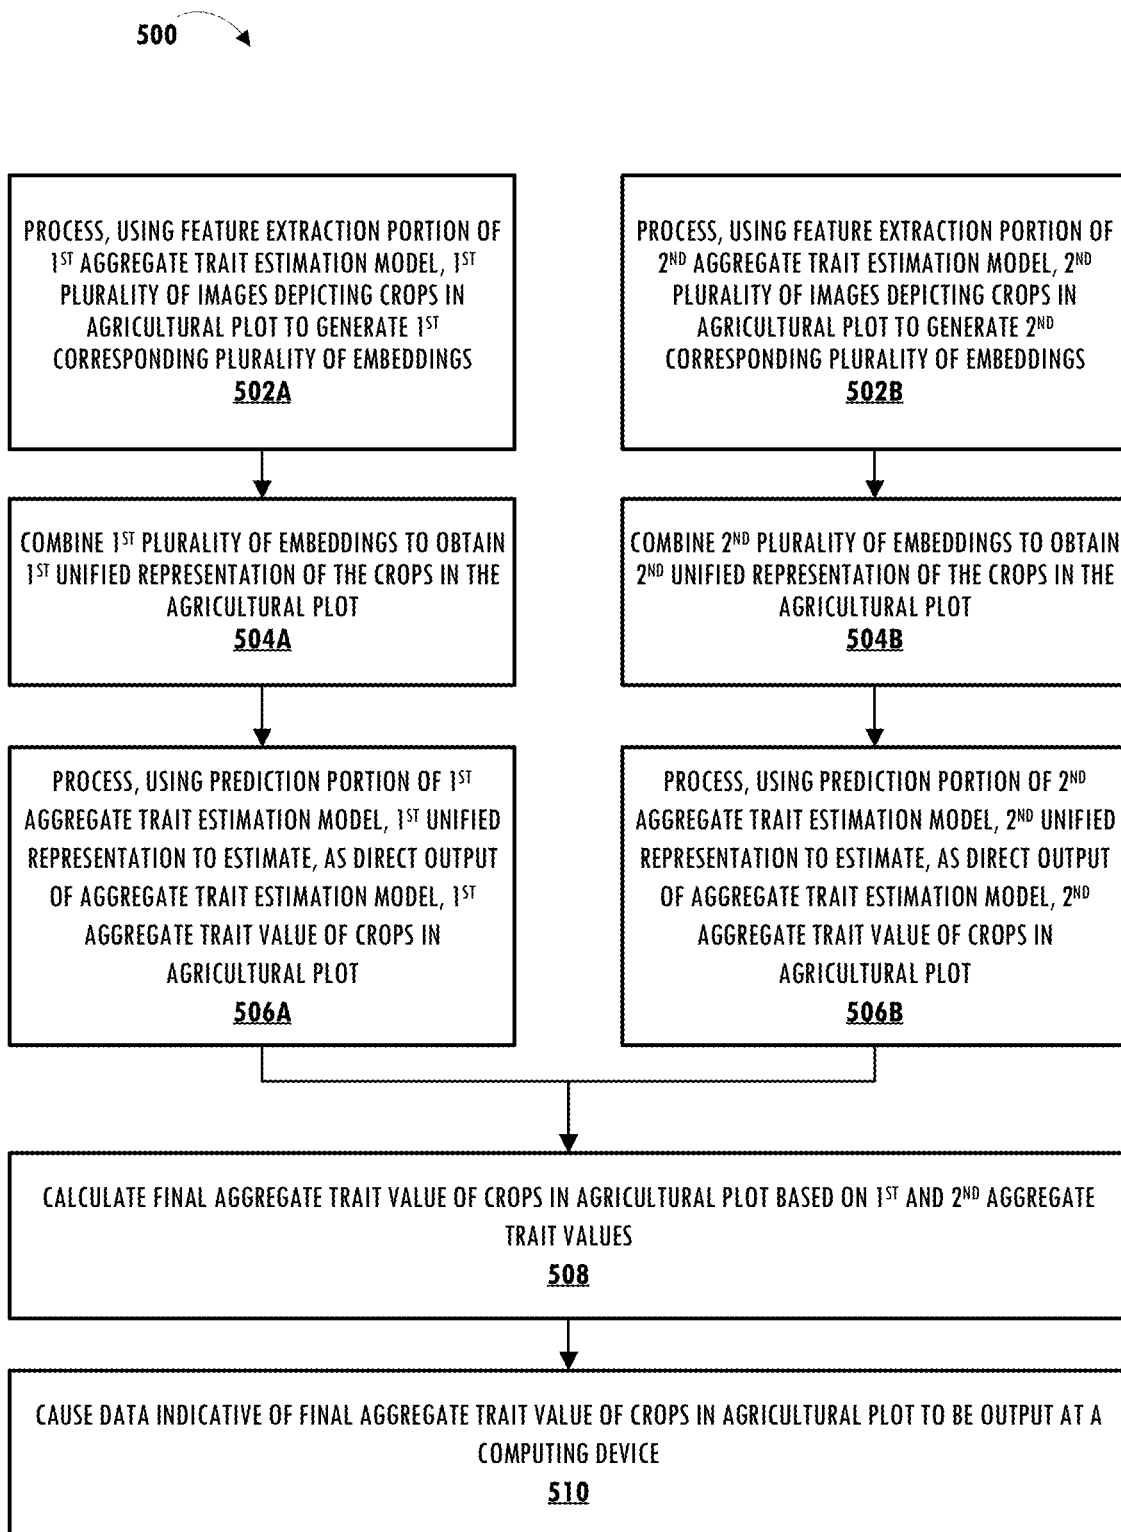 500
PROCESS, USING FEATURE EXTRACTION PORTION OF
1ST AGGREGATE TRAIT ESTIMATION MODEL, 1ST
PLURALITY OF IMAGES DEPICTING CROPS IN
AGRICULTURAL PLOT TO GENERATE 1ST
CORRESPONDING PLURALITY OF EMBEDDINGS
502A
PROCESS, USING FEATURE EXTRACTION PORTION OF
2ND AGGREGATE TRAIT ESTIMATION MODEL, 2ND
PLURALITY OF IMAGES DEPICTING CROPS IN
AGRICULTURAL PLOT TO GENERATE 2ND
CORRESPONDING PLURALITY OF EMBEDDINGS
502B
COMBINE 1ST PLURALITY OF EMBEDDINGS TO OBTAIN
1ST UNIFIED REPRESENTATION OF THE CROPS IN THE
AGRICULTURAL PLOT
504A
COMBINE 2ND PLURALITY OF EMBEDDINGS TO OBTAIN
2ND UNIFIED REPRESENTATION OF THE CROPS IN THE
AGRICULTURAL PLOT
504B
PROCESS, USING PREDICTION PORTION OF 1ST
AGGREGATE TRAIT ESTIMATION MODEL, 1ST UNIFIED
REPRESENTATION TO ESTIMATE, AS DIRECT OUTPUT
OF AGGREGATE TRAIT ESTIMATION MODEL, 1ST
AGGREGATE TRAIT VALUE OF CROPS IN
AGRICULTURAL PLOT
506A
PROCESS, USING PREDICTION PORTION OF 2ND
AGGREGATE TRAIT ESTIMATION MODEL, 2ND UNIFIED
REPRESENTATION TO ESTIMATE, AS DIRECT OUTPUT
OF AGGREGATE TRAIT ESTIMATION MODEL, 2ND
AGGREGATE TRAIT VALUE OF CROPS IN
AGRICULTURAL PLOT
506B
CALCULATE FINAL AGGREGATE TRAIT VALUE OF CROPS IN AGRICULTURAL PLOT BASED ON 1ST AND 2ND AGGREGATE
TRAIT VALUES
508
CAUSE DATA INDICATIVE OF FINAL AGGREGATE TRAIT VALUE OF CROPS IN AGRICULTURAL PLOT TO BE OUTPUT AT A
COMPUTING DEVICE
510